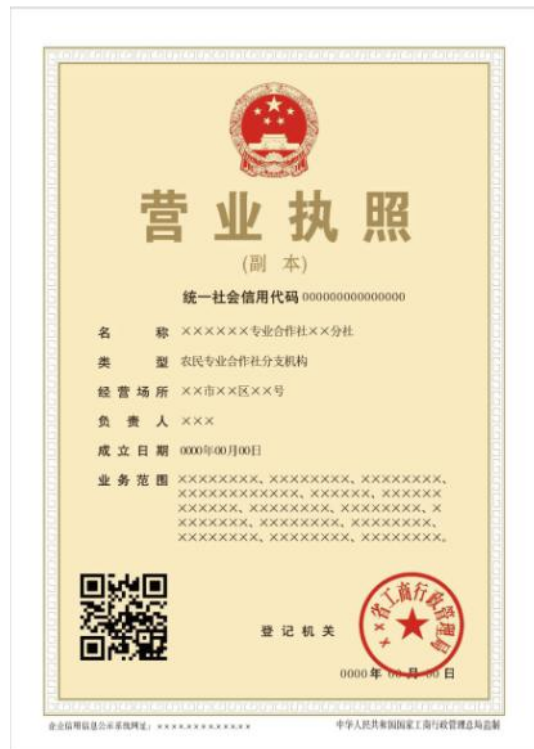 营业执照
(副 本)
统一社会信用代码 000000000000000
名 称 ××××××专业合作社××分社
类 型 农民专业合作社分支机构
经营场所 ××市××区××号
负 责 人 ×××
成立日期 0000年00月00日
业务范围 ××××××××、××××××××、××××××××、
××××××××××××、××××××、××××××
××××××、××××××××、××××××××、×
×××××××、××××××××、××××××××、
××××××××、××××××××、××××××××。
××省工商行政管理局
登记机关
0000年 00月 00日
企业信用信息公示系统网址：×××××××××××××
中华人民共和国国家工商行政管理总局监制